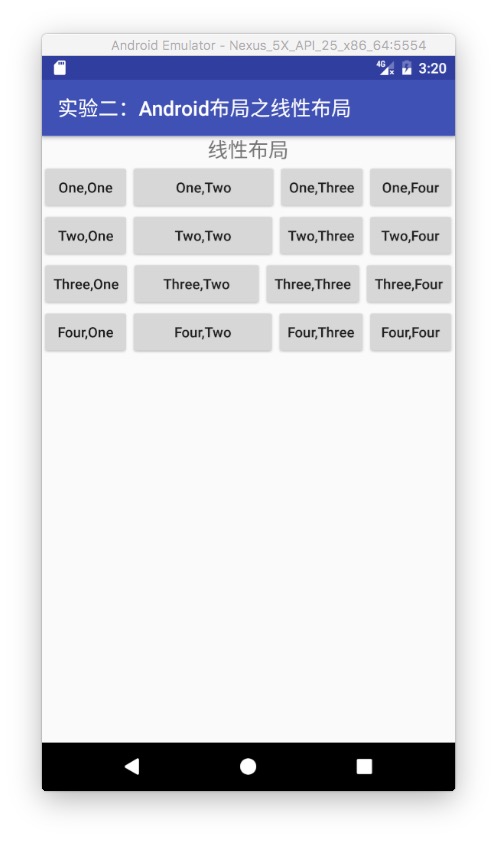 Android Emulator - Nexus_5X_API_25_x86_64:5554
4G 3:20
实验二：Android布局之线性布局
线性布局
One,One One,Two One,Three One,Four
Two,One Two,Two Two,Three Two,Four
Three,One Three,Two Three,Three Three,Four
Four,One Four,Two Four,Three Four,Four